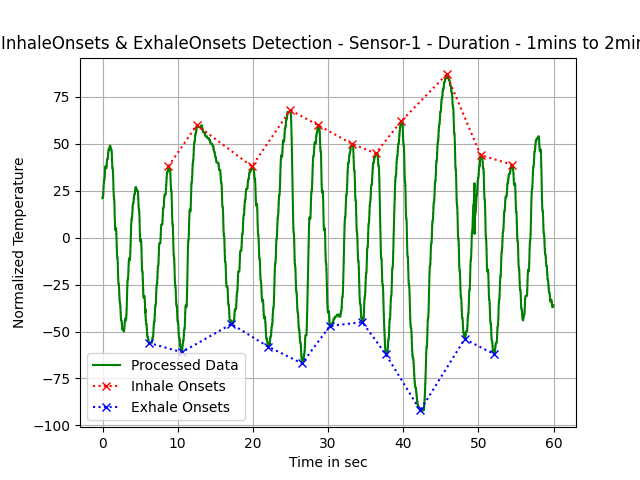 InhaleOnsets & ExhaleOnsets Detection - Sensor-1 - Duration - 1mins to 2min
Normalized Temperature
75
50
25
0
−25
−50
−75
−100
Processed Data
Inhale Onsets
Exhale Onsets
0 10 20 30 40 50 60
Time in sec